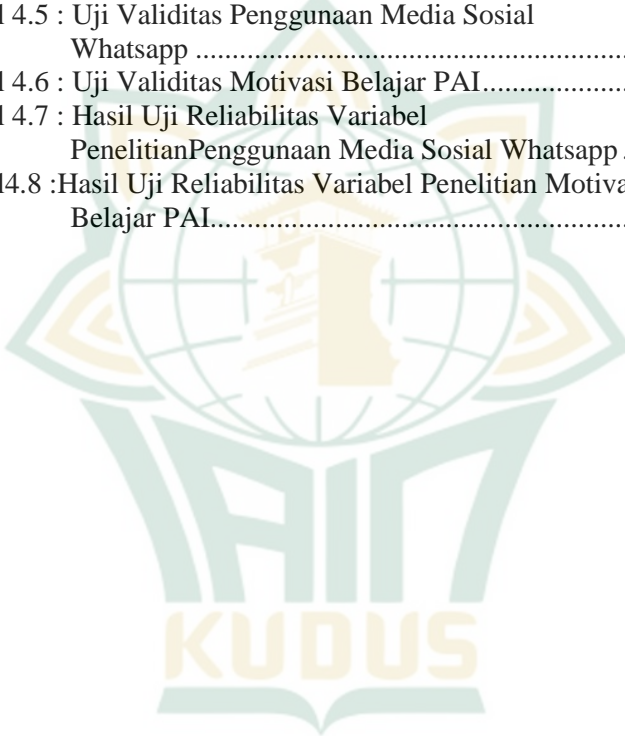 l 4.5 : Uji Validitas Penggunaan Media Sosial
Whatsapp ..........................................................
l 4.6 : Uji Validitas Motivasi Belajar PAI...................
l 4.7 : Hasil Uji Reliabilitas Variabel
PenelitianPenggunaan Media Sosial Whatsapp .
l4.8 :Hasil Uji Reliabilitas Variabel Penelitian Motiva
Belajar PAI........................................................
IAIN
KUDUS